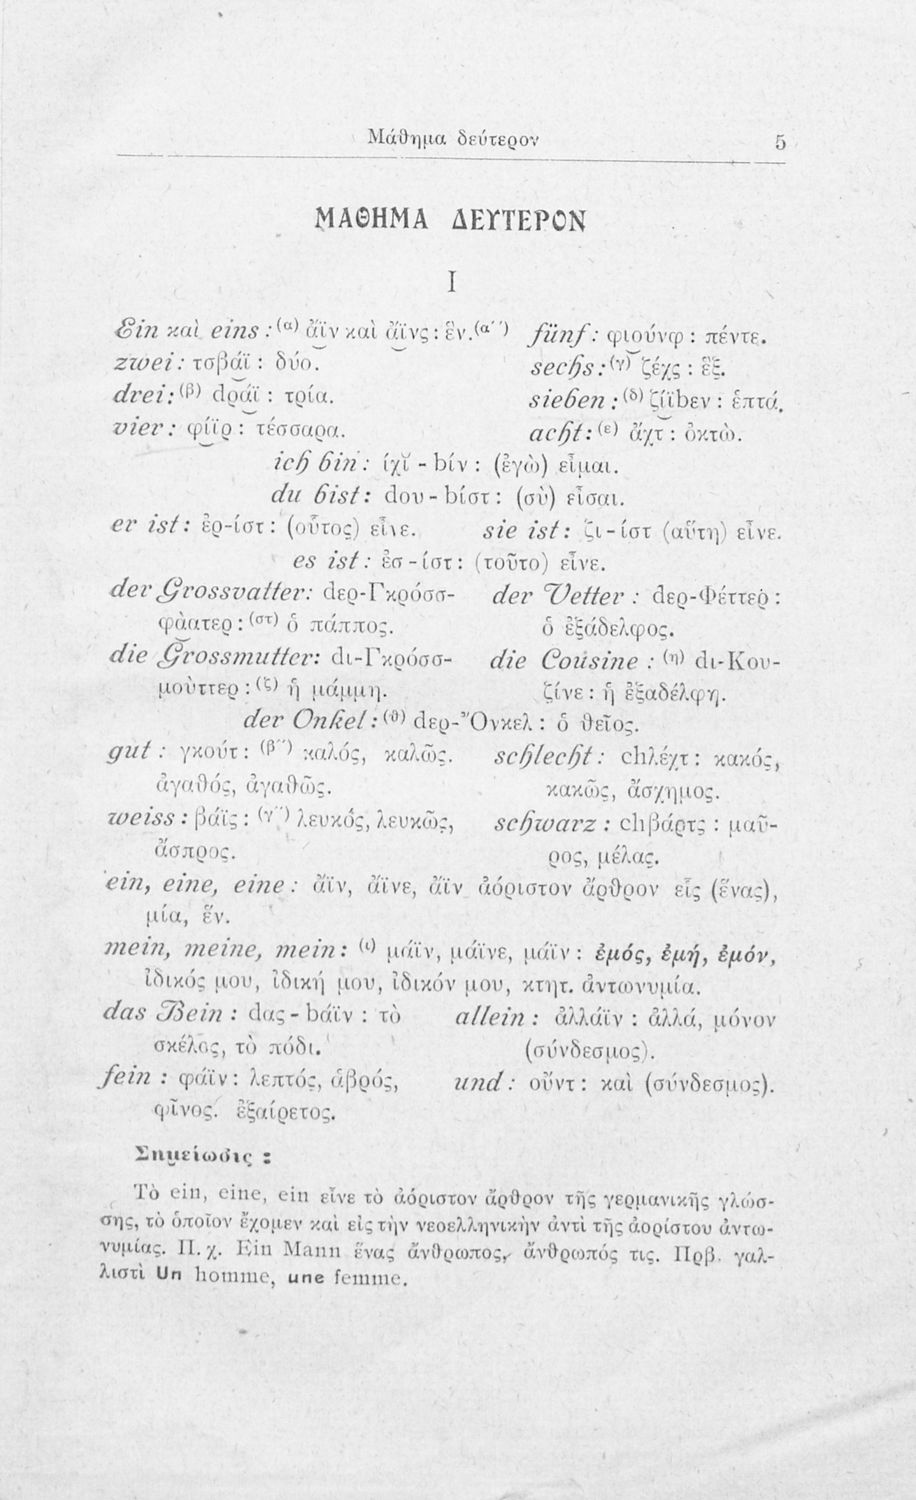 Μάθημα δεύτερον 5
ΜΑΘΗΜΑ ΔΕΥΤΕΡΟΝ
I
Ein καὶ eins :(α) ἄϊν καὶ ἄϊνς : ἕν.(α΄΄) fünf : φιούνφ : πέντε.
zwei : τσβάϊ : δύο. sechs :(γ) ζέχς : ἕξ.
drei :(β) dράϊ : τρία. sieben :(δ) ζίϊbεν : ἑπτά.
vier : φίϊρ : τέσσαρα. acht :(ε) ἄχτ : ὀκτώ.
ich bin : ἰχῒ - bίν : (ἐγὼ) εἶμαι.
du bist : dου - bίστ : (σὺ) εἶσαι.
er ist : ἒρ-ίστ : (οὗτος) εἶνε. sie ist : ζι - ίστ (αὕτη) εἶνε.
es ist : ἒσ - ίστ : (τοῦτο) εἶνε.
der Grossvatter : dερ-Γκρόσσ- der Vetter : dερ-Φέττερ :
φάατερ : (στ) ὁ πάππος. ὁ ἐξάδελφος.
die Grossmutter : dι-Γκρόσσ- die Cousine : (η) dι-Κου-
μούττερ : (ζ) ἡ μάμμη. ζίνε : ἡ ἐξαδέλφη.
der Onkel : (θ) dερ-Ὄνκελ : ὁ θεῖος.
gut : γκούτ : (β΄΄) καλός, καλῶς. schlecht : chλέχτ : κακός,
ἀγαθός, ἀγαθῶς. κακῶς, ἄσχημος.
weiss : βάϊς : (γ΄΄) λευκός, λευκῶς, schwarz : chβάρτς : μαῦ-
ἄσπρος. ρος, μέλας.
ein, eine, eine : ἄϊν, ἄϊνε, ἄϊν ἀόριστον ἄρθρον εἷς (ἕνας),
μία, ἕν.
mein, meine, mein : (ι) μάϊν, μάϊνε, μάϊν : ἐμός, ἐμή, ἐμόν,
ἰδικός μου, ἰδική μου, ἰδικόν μου, κτητ. ἀντωνυμία.
das Bein : dας - bάϊν : τὸ allein : ἀλλάϊν : ἀλλά, μόνον
σκέλος, τὸ πόδι. (σύνδεσμος).
fein : φάϊν : λεπτός, ἁβρός, und : οὔντ : καὶ (σύνδεσμος).
φῖνος. ἐξαίρετος.
Σημείωσις :
Τὸ ein, eine, ein εἶνε τὸ ἀόριστον ἄρθρον τῆς γερμανικῆς γλώσ-
σης, τὸ ὁποῖον ἔχομεν καὶ εἰς τὴν νεοελληνικὴν ἀντὶ τῆς ἀορίστου ἀντω-
νυμίας. Π. χ. Ein Mann ἕνας ἄνθρωπος, ἄνθρωπός τις. Πρβ. γαλ-
λιστὶ Un homme, une femme.